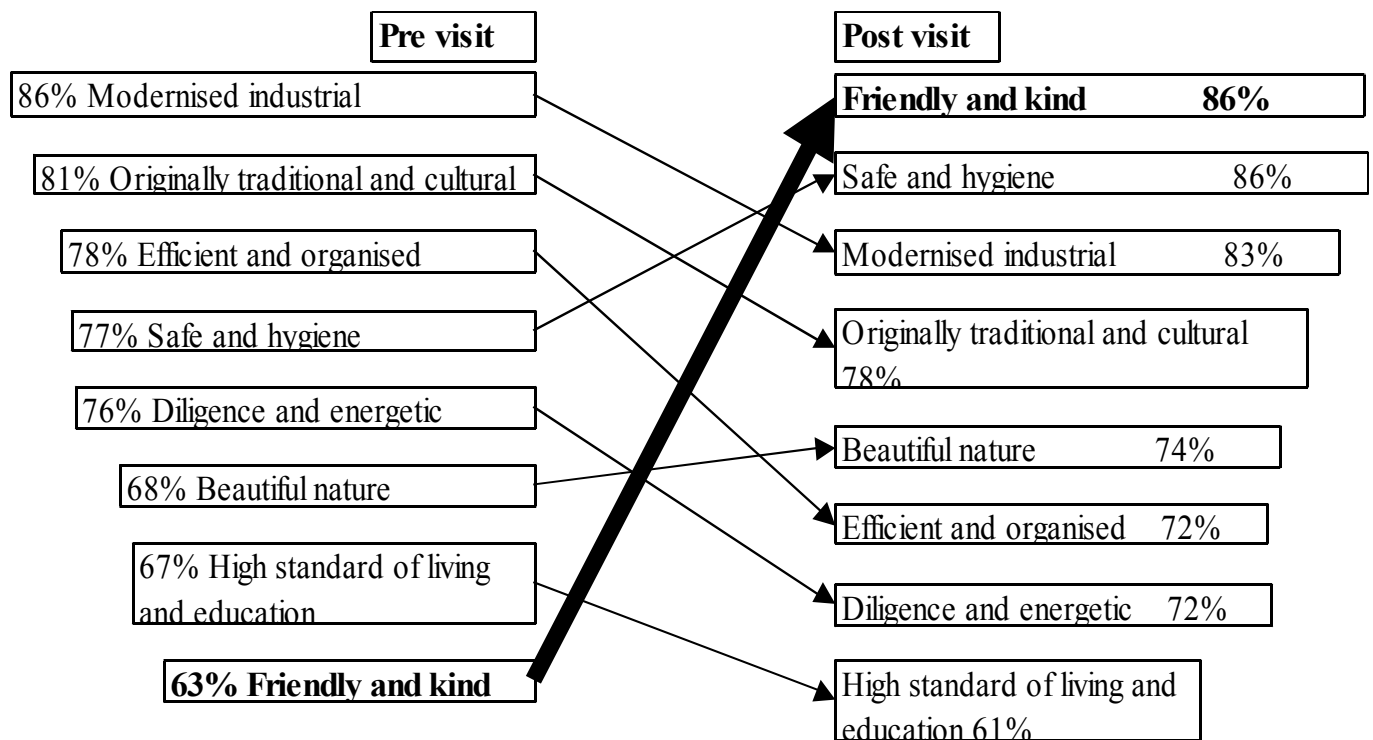 Pre visit
86% Modernised industrial
81% Originally traditional and cultural
78% Efficient and organised
77% Safe and hygiene
76% Diligence and energetic
68% Beautiful nature
67% High standard of living
and education
63% Friendly and kind
Post visit
Friendly and kind 86%
Safe and hygiene 86%
Modernised industrial 83%
Originally traditional and cultural
78%
Beautiful nature 74%
Efficient and organised 72%
Diligence and energetic 72%
High standard of living and
education 61%